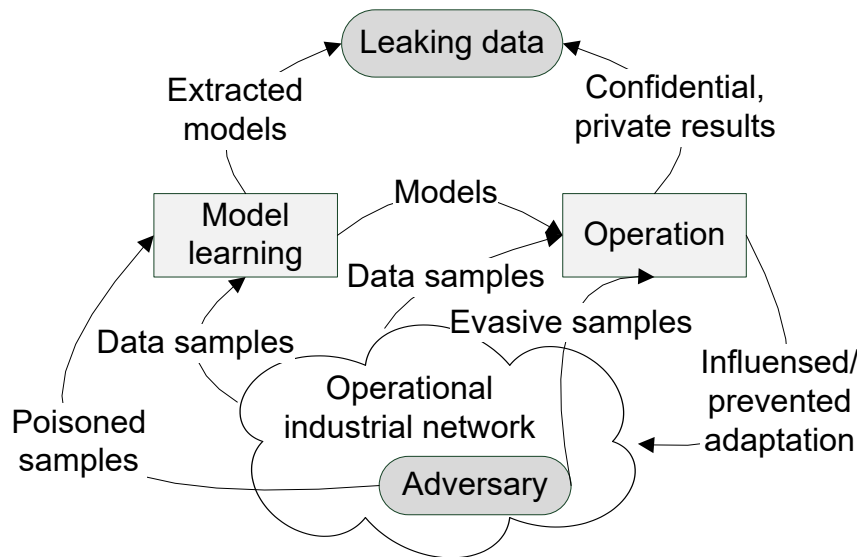 Leaking data
Extracted
models
Confidential,
private results
Model
learning
Models
Operation
Data samples
Data samples
Evasive samples
Operational
industrial network
Influensed/
prevented
adaptation
Poisoned
samples
Adversary